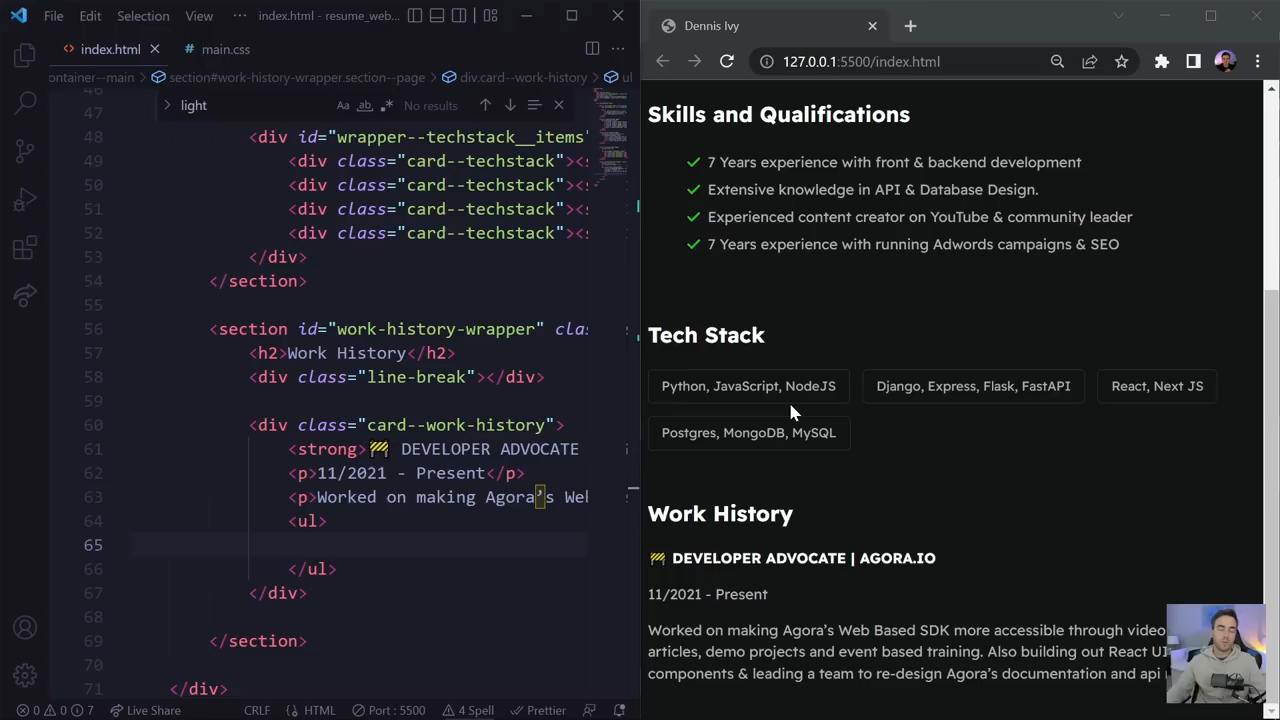 File Edit View ··· index.html - resume_web...
Dennis Ivy
index.html
main.css
127.0.0.1:5500/index.html
ontainer--main > section#work-history-wrapper.section--page > div.card--work-history > ul
light
Aa ab No results
46
47
48 <div id="wrapper--techstack__items"
49 <div class="card--techstack"><s
50 <div class="card--techstack"><s
51 <div class="card--techstack"><s
52 <div class="card--techstack"><s
53 </div>
54 </section>
55
56 <section id="work-history-wrapper" clas
57 <h2>Work History</h2>
58 <div class="line-break"></div>
59
60 <div class="card--work-history">
61 <strong>🚧 DEVELOPER ADVOCATE
62 <p>11/2021 - Present</p>
63 <p>Worked on making Agora’s Web
64 <ul>
65
66 </ul>
67 </div>
68
69 </section>
70
71 </div>
0 0 7 Live Share CRLF {} HTML Port : 5500 4 Spell Prettier
Skills and Qualifications
7 Years experience with front & backend development
Extensive knowledge in API & Database Design.
Experienced content creator on YouTube & community leader
7 Years experience with running Adwords campaigns & SEO
Tech Stack
Python, JavaScript, NodeJS
Django, Express, Flask, FastAPI
React, Next JS
Postgres, MongoDB, MySQL
Work History
🚧 DEVELOPER ADVOCATE | AGORA.IO
11/2021 - Present
Worked on making Agora’s Web Based SDK more accessible through video
articles, demo projects and event based training. Also building out React UI
components & leading a team to re-design Agora’s documentation and api